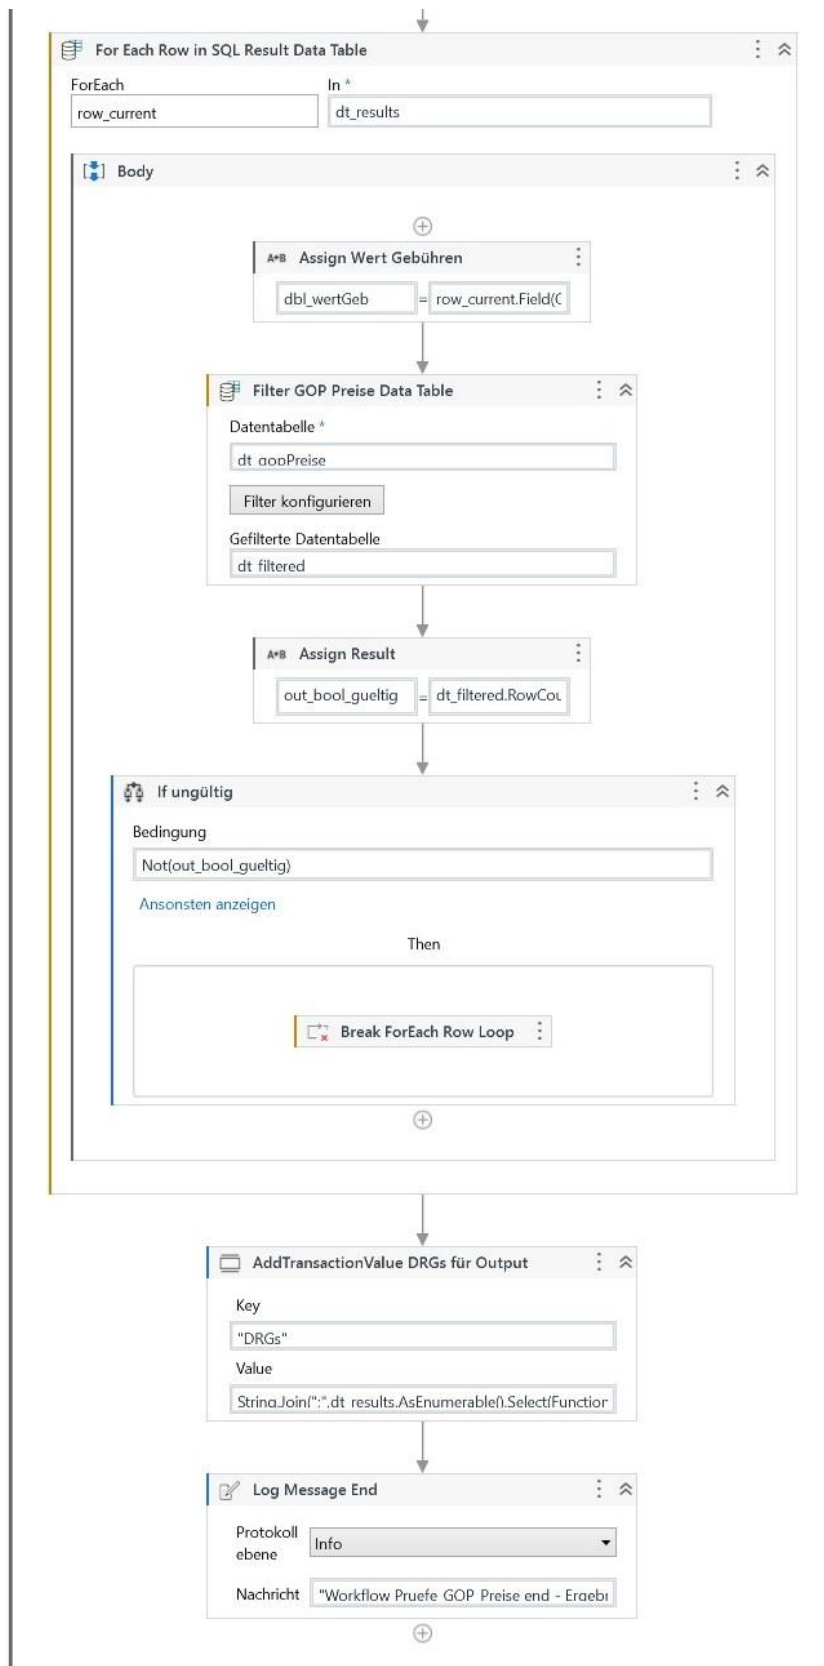 For Each Row in SQL Result Data Table
ForEach
In *
row_current
dt_results
Body
A+B Assign Wert Gebühren
dbl_wertGeb = row_current.Field(C
Filter GOP Preise Data Table
Datentabelle *
dt_gopPreise
Filter konfigurieren
Gefilterte Datentabelle
dt_filtered
A+B Assign Result
out_bool_gueltig = dt_filtered.RowCou
If ungültig
Bedingung
Not(out_bool_gueltig)
Ansonsten anzeigen
Then
Break ForEach Row Loop
AddTransactionValue DRGs für Output
Key
"DRGs"
Value
String.Join(";",dt_results.AsEnumerable().Select(Function
Log Message End
Protokoll
ebene
Info
Nachricht "Workflow Pruefe GOP Preise end - Ergebn